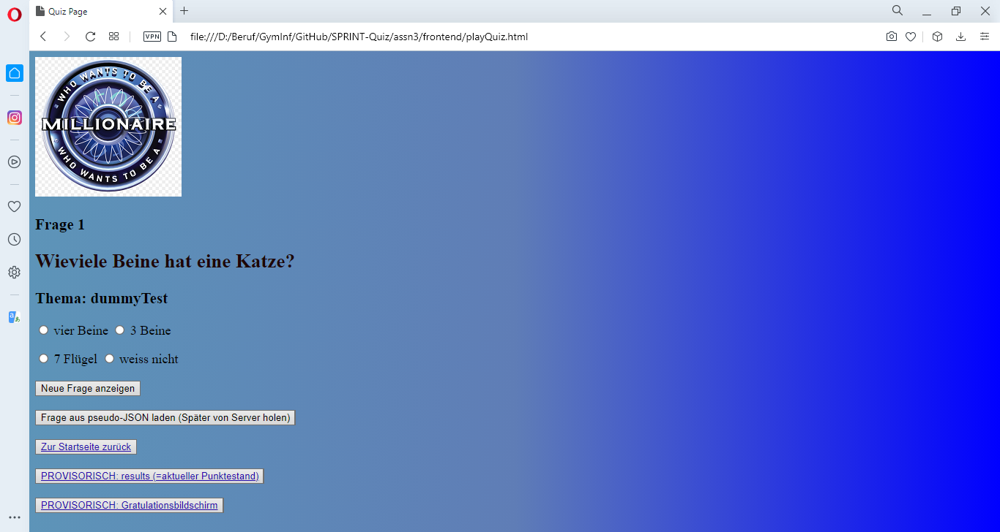 Quiz Page
VPN
file:///D:/Beruf/GymInf/GitHub/SPRINT-Quiz/assn3/frontend/playQuiz.html
WHO WANTS TO BE A
MILLIONAIRE
WHO WANTS TO BE A
Frage 1
Wieviele Beine hat eine Katze?
Thema: dummyTest
vier Beine 3 Beine
7 Flügel weiss nicht
Neue Frage anzeigen
Frage aus pseudo-JSON laden (Später von Server holen)
Zur Startseite zurück
PROVISORISCH: results (=aktueller Punktestand)
PROVISORISCH: Gratulationsbildschirm